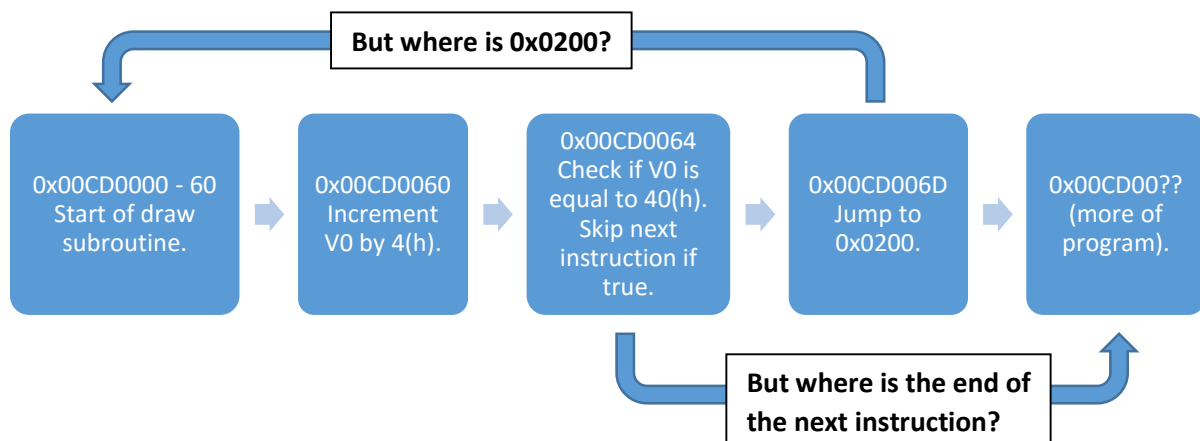 But where is 0x0200?
0x00CD0000 - 60
Start of draw
subroutine.
0x00CD0060
Increment
V0 by 4(h).
0x00CD0064
Check if V0 is
equal to 40(h).
Skip next
instruction if
true.
0x00CD006D
Jump to
0x0200.
0x00CD00??
(more of
program).
But where is the end of
the next instruction?